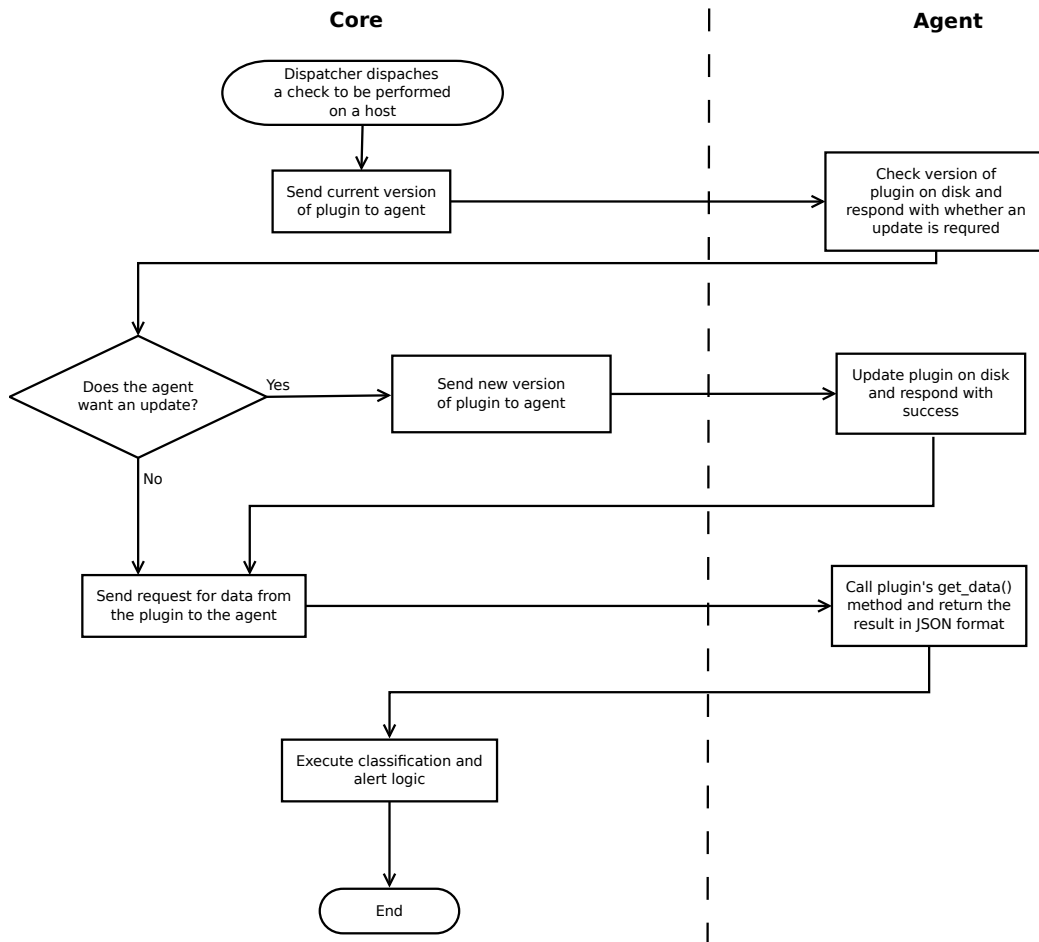 Core
Agent
Dispatcher dispaches
a check to be performed
on a host
Send current version
of plugin to agent
Check version of
plugin on disk and
respond with whether an
update is requred
Does the agent
want an update?
Yes
Send new version
of plugin to agent
Update plugin on disk
and respond with
success
No
Send request for data from
the plugin to the agent
Call plugin's get_data()
method and return the
result in JSON format
Execute classification and
alert logic
End